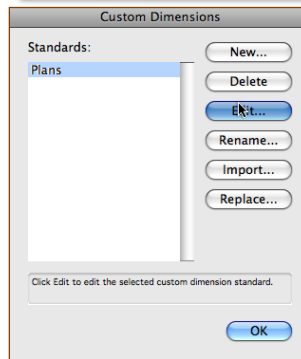 Custom Dimensions
Standards:
Plans
New...
Delete
Edit...
Rename...
Import...
Replace...
Click Edit to edit the selected custom dimension standard.
OK